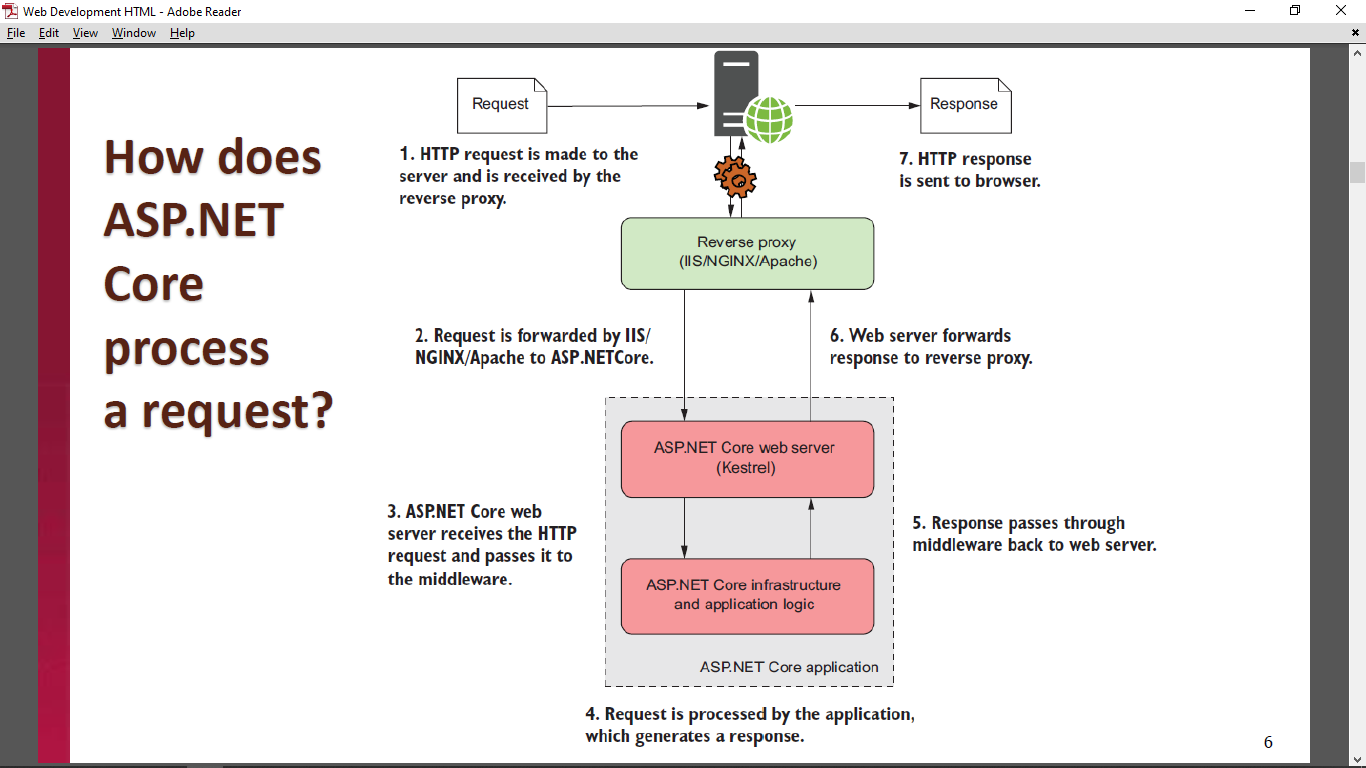 Web Development HTML - Adobe Reader
File Edit View Window Help
How does
ASP.NET
Core
process
a request?
Request
Response
1. HTTP request is made to the
server and is received by the
reverse proxy.
7. HTTP response
is sent to browser.
Reverse proxy
(IIS/NGINX/Apache)
2. Request is forwarded by IIS/
NGINX/Apache to ASP.NETCore.
6. Web server forwards
response to reverse proxy.
ASP.NET Core web server
(Kestrel)
3. ASP.NET Core web
server receives the HTTP
request and passes it to
the middleware.
5. Response passes through
middleware back to web server.
ASP.NET Core infrastructure
and application logic
ASP.NET Core application
4. Request is processed by the application,
which generates a response.
6